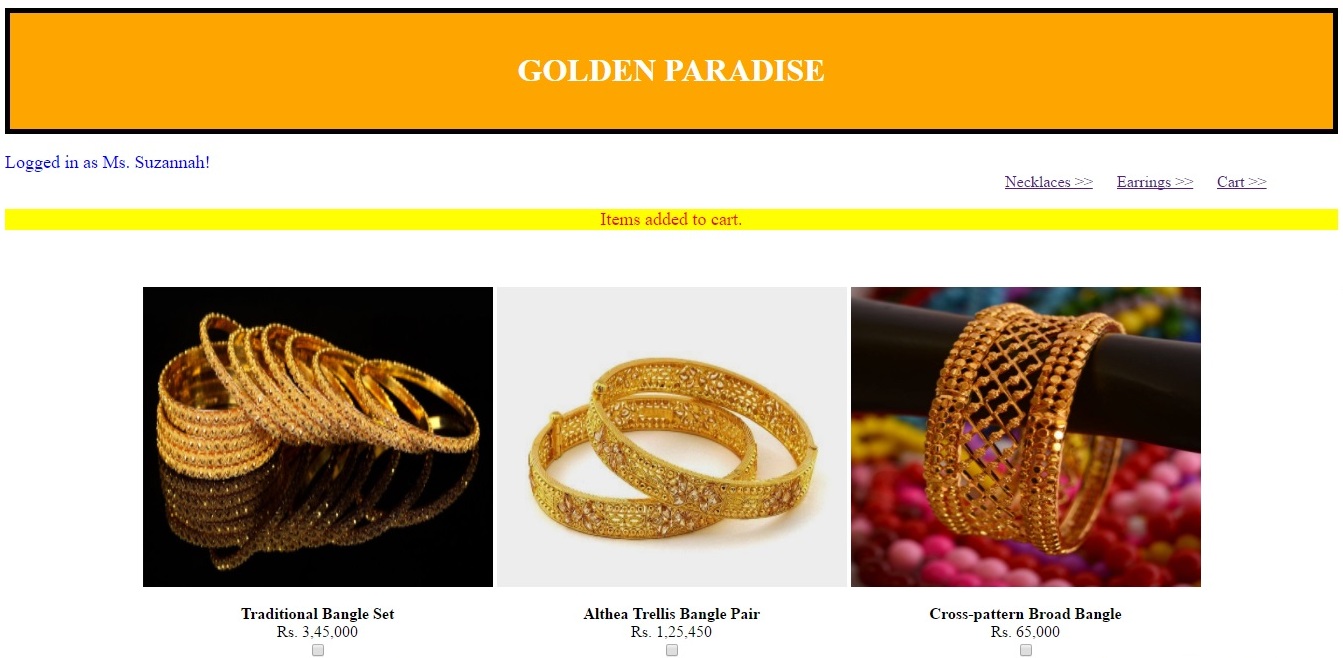 GOLDEN PARADISE
Logged in as Ms. Suzannah!
Necklaces >> Earrings >> Cart >>
Items added to cart.
Traditional Bangle Set
Rs. 3,45,000
Althea Trellis Bangle Pair
Rs. 1,25,450
Cross-pattern Broad Bangle
Rs. 65,000